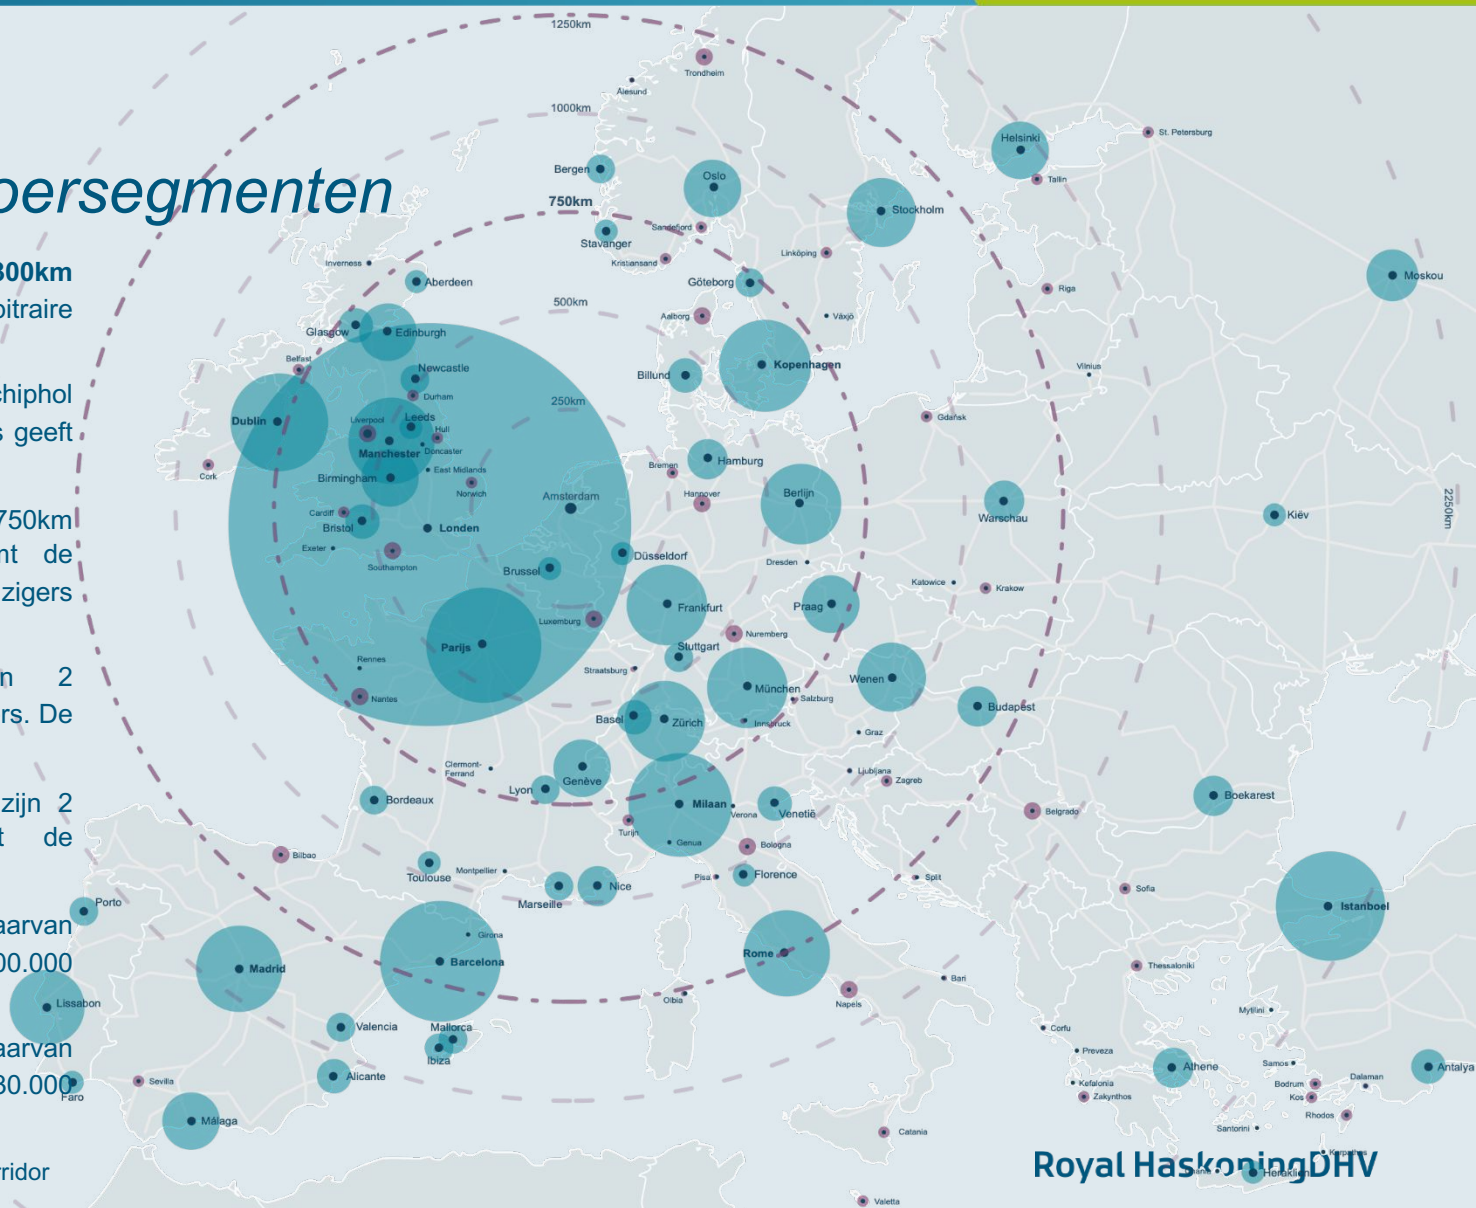 oersegmenten
300km
bitraire
chiphol
s geeft
750km
mt de
zigers
n 2
rs. De
zijn 2
t de
aarvan
00.000
aarvan
30.000
ridor
1250km
1000km
750km
500km
250km
2250km
Trondheim
Alesund
Bergen
Oslo
Helsinki
St. Petersburg
Tallin
Stockholm
Stavanger
Sandefjord
Kristiansand
Linköping
Moskou
Inverness
Aberdeen
Göteborg
Riga
Glasgow
Edinburgh
Aalborg
Växjö
Belfast
Newcastle
Billund
Kopenhagen
Vilnius
Durham
Dublin
Liverpool
Leeds
Hull
Gdańsk
Manchester
Doncaster
Cork
Birmingham
East Midlands
Norwich
Bremen
Hamburg
Amsterdam
Hannover
Berlijn
Cardiff
Bristol
Londen
Warschau
Kiëv
Exeter
Southampton
Brussel
Düsseldorf
Dresden
Katowice
Krakow
Luxemburg
Frankfurt
Praag
Parijs
Stuttgart
Nuremberg
Rennes
Straatsburg
Nantes
München
Salzburg
Wenen
Basel
Zürich
Innsbruck
Budapest
Graz
Clermont-
Ferrand
Genève
Ljubljana
Zagreb
Lyon
Bordeaux
Milaan
Verona
Venetië
Boekarest
Turijn
Belgrado
Genua
Bologna
Bilbao
Toulouse
Montpellier
Pisa
Florence
Split
Sofia
Marseille
Nice
Porto
Istanboel
Girona
Madrid
Barcelona
Rome
Thessaloniki
Bari
Olbia
Napels
Lissabon
Valencia
Mallorca
Mytilini
Corfu
Ibiza
Preveza
Athene
Samos
Antalya
Alicante
Sevilla
Faro
Kefalonia
Zakynthos
Bodrum
Kos
Dalaman
Rhodos
Málaga
Catania
Santorini
Karpathos
Heraklion
Valetta
Royal HaskoningDHV